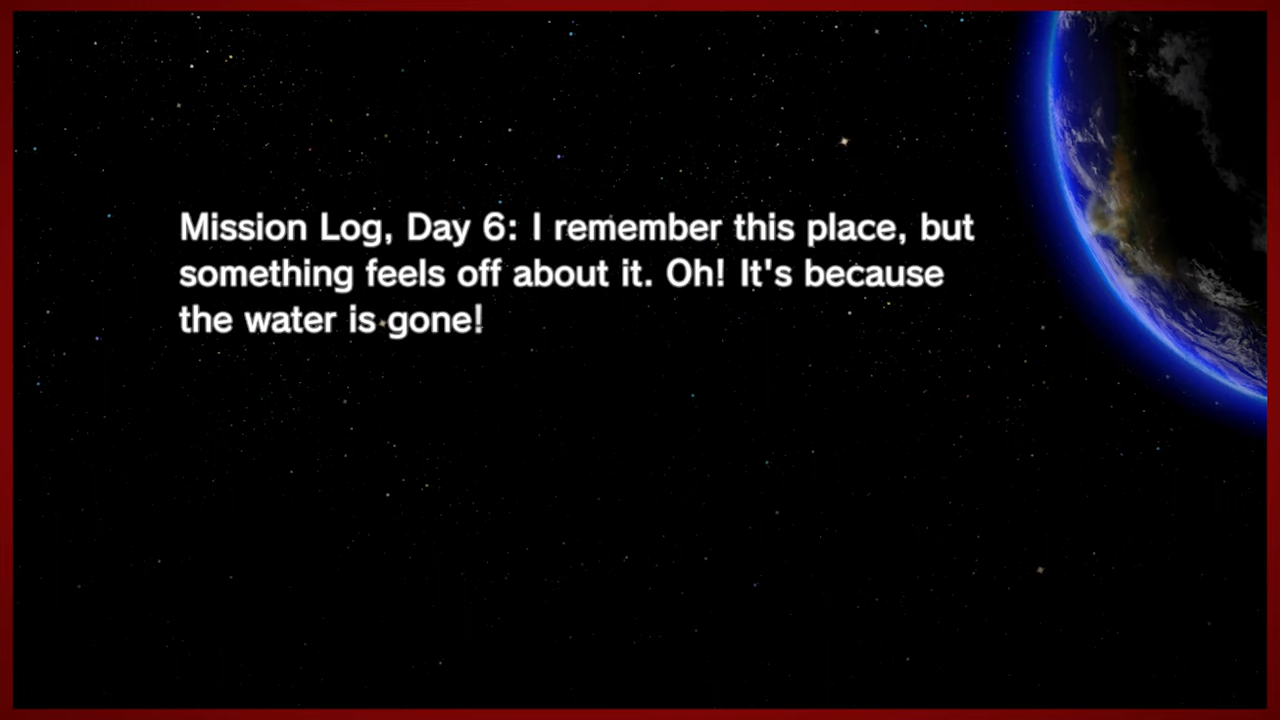 Mission Log, Day 6: I remember this place, but
something feels off about it. Oh! It's because
the water is gone!